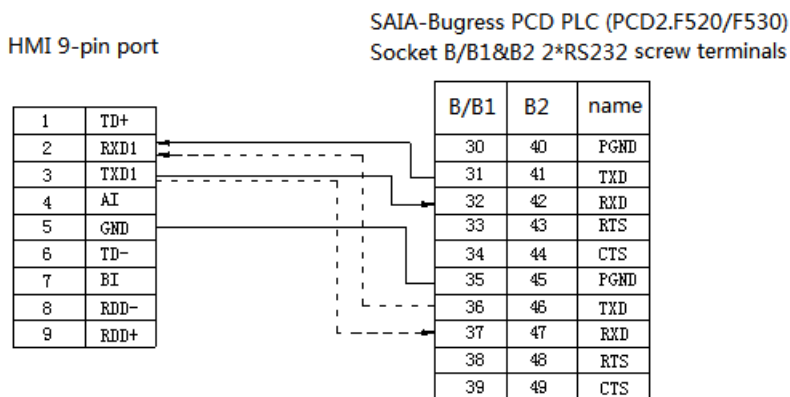 SAIA-Bugress PCD PLC (PCD2.F520/F530)
HMI 9-pin port
Socket B/B1&B2 2*RS232 screw terminals
B/B1 B2 name
1 TD+
2 RXD1
3 TXD1
4 AI
5 GND
6 TD-
7 BI
8 RDD-
9 RDD+
30 40 PGND
31 41 TXD
32 42 RXD
33 43 RTS
34 44 CTS
35 45 PGND
36 46 TXD
37 47 RXD
38 48 RTS
39 49 CTS